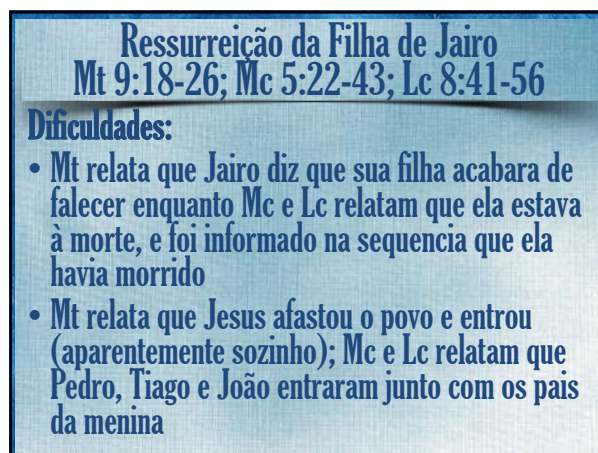 Ressurreição da Filha de Jairo
Mt 9:18-26; Mc 5:22-43; Lc 8:41-56
Dificuldades:
• Mt relata que Jairo diz que sua filha acabara de
falecer enquanto Mc e Lc relatam que ela estava
à morte, e foi informado na sequencia que ela
havia morrido
• Mt relata que Jesus afastou o povo e entrou
(aparentemente sozinho); Mc e Lc relatam que
Pedro, Tiago e João entraram junto com os pais
da menina